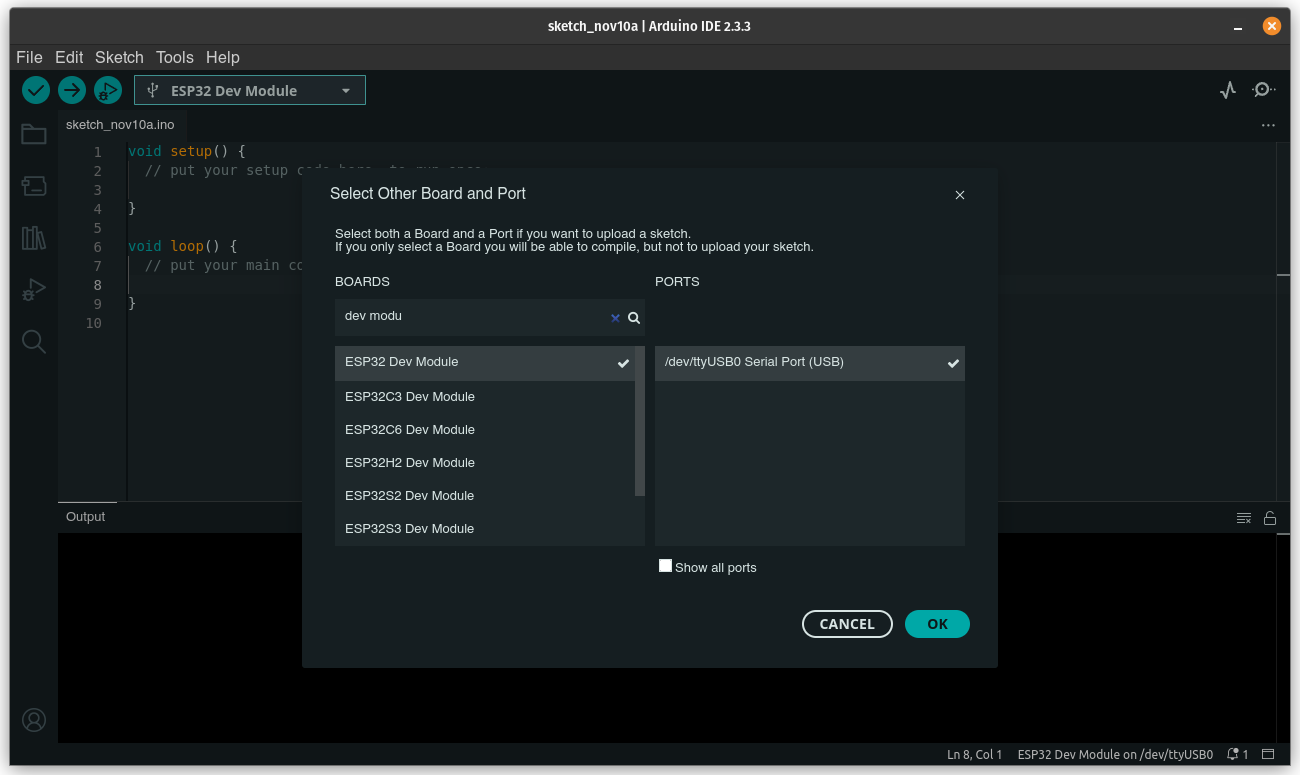 sketch_nov10a | Arduino IDE 2.3.3
File Edit Sketch Tools Help
ESP32 Dev Module
sketch_nov10a.ino
1 void setup() {
2 // put your setup code here, to run once
3
4 }
5
6 void loop() {
7 // put your main co
8
9 }
10
Select Other Board and Port
Select both a Board and a Port if you want to upload a sketch.
If you only select a Board you will be able to compile, but not to upload your sketch.
BOARDS
dev modu
ESP32 Dev Module
ESP32C3 Dev Module
ESP32C6 Dev Module
ESP32H2 Dev Module
ESP32S2 Dev Module
ESP32S3 Dev Module
PORTS
/dev/ttyUSB0 Serial Port (USB)
Show all ports
CANCEL OK
Output
Ln 8, Col 1 ESP32 Dev Module on /dev/ttyUSB0 1